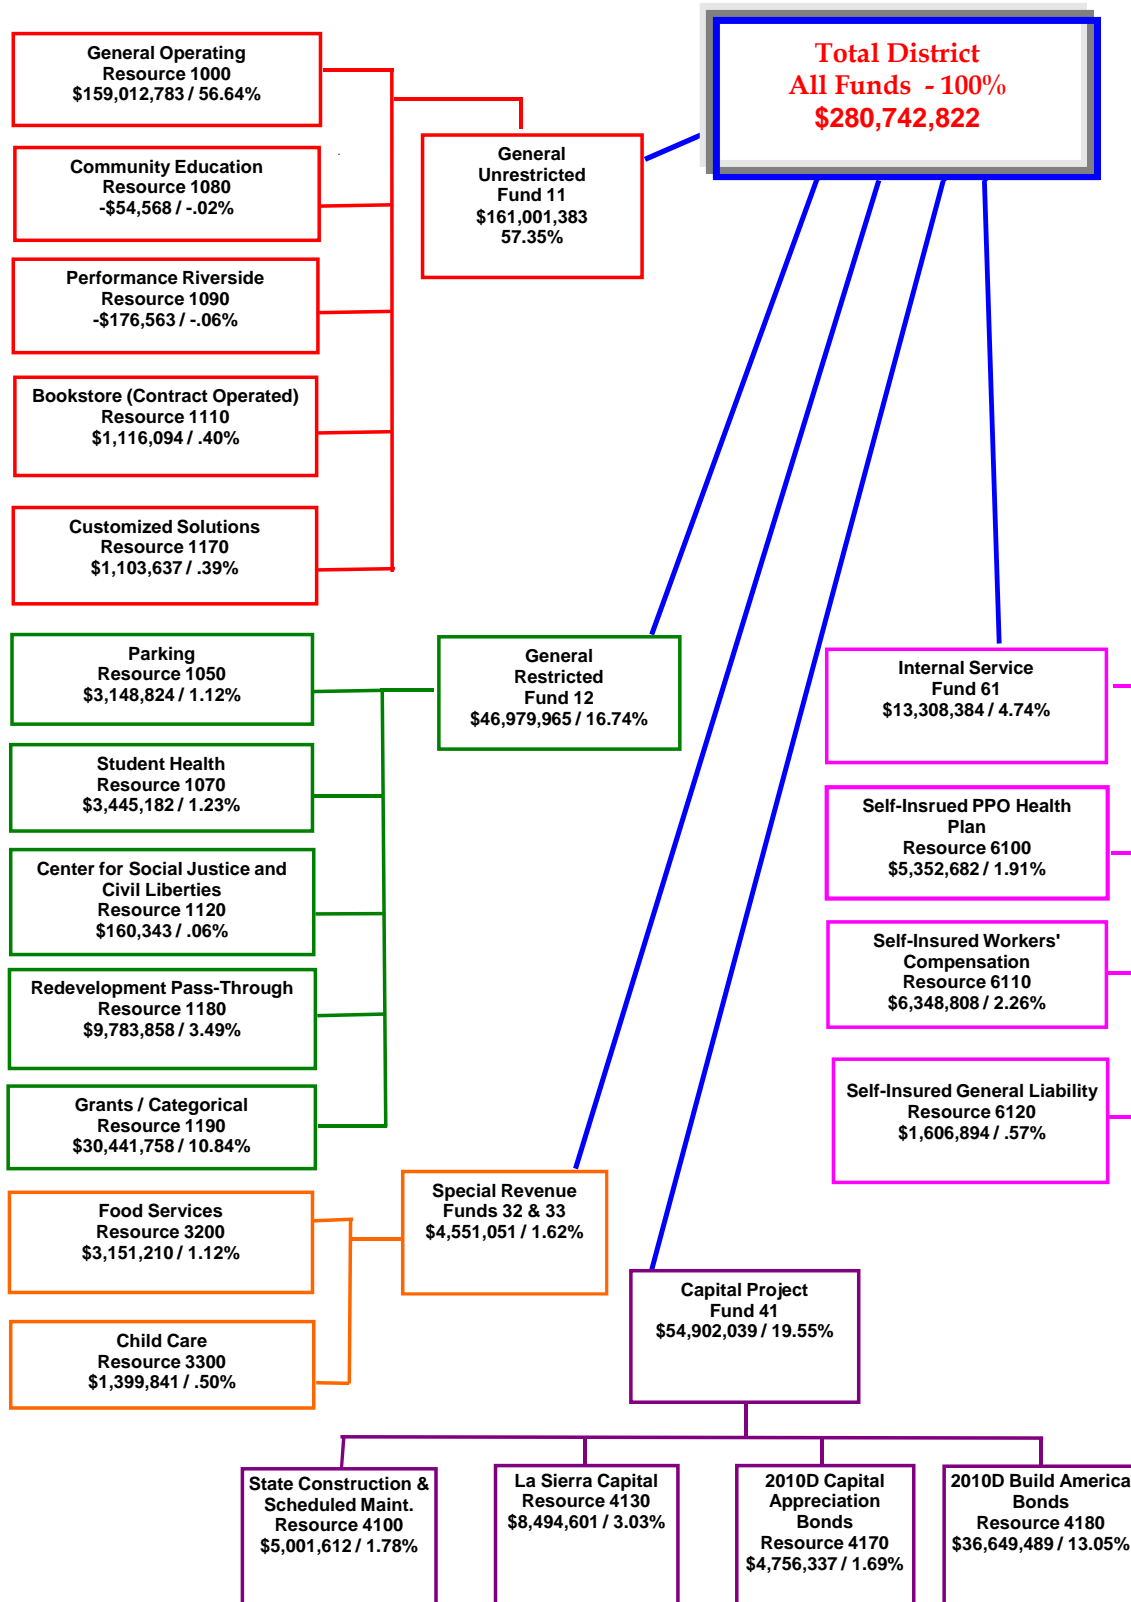 Total District
All Funds - 100%
$280,742,822
General Operating
Resource 1000
$159,012,783 / 56.64%
Community Education
Resource 1080
-$54,568 / -.02%
Performance Riverside
Resource 1090
-$176,563 / -.06%
Bookstore (Contract Operated)
Resource 1110
$1,116,094 / .40%
Customized Solutions
Resource 1170
$1,103,637 / .39%
General
Unrestricted
Fund 11
$161,001,383
57.35%
Parking
Resource 1050
$3,148,824 / 1.12%
Student Health
Resource 1070
$3,445,182 / 1.23%
Center for Social Justice and
Civil Liberties
Resource 1120
$160,343 / .06%
Redevelopment Pass-Through
Resource 1180
$9,783,858 / 3.49%
Grants / Categorical
Resource 1190
$30,441,758 / 10.84%
General
Restricted
Fund 12
$46,979,965 / 16.74%
Internal Service
Fund 61
$13,308,384 / 4.74%
Self-Insrued PPO Health
Plan
Resource 6100
$5,352,682 / 1.91%
Self-Insured Workers'
Compensation
Resource 6110
$6,348,808 / 2.26%
Self-Insured General Liability
Resource 6120
$1,606,894 / .57%
Food Services
Resource 3200
$3,151,210 / 1.12%
Child Care
Resource 3300
$1,399,841 / .50%
Special Revenue
Funds 32 & 33
$4,551,051 / 1.62%
Capital Project
Fund 41
$54,902,039 / 19.55%
State Construction &
Scheduled Maint.
Resource 4100
$5,001,612 / 1.78%
La Sierra Capital
Resource 4130
$8,494,601 / 3.03%
2010D Capital
Appreciation
Bonds
Resource 4170
$4,756,337 / 1.69%
2010D Build America
Bonds
Resource 4180
$36,649,489 / 13.05%